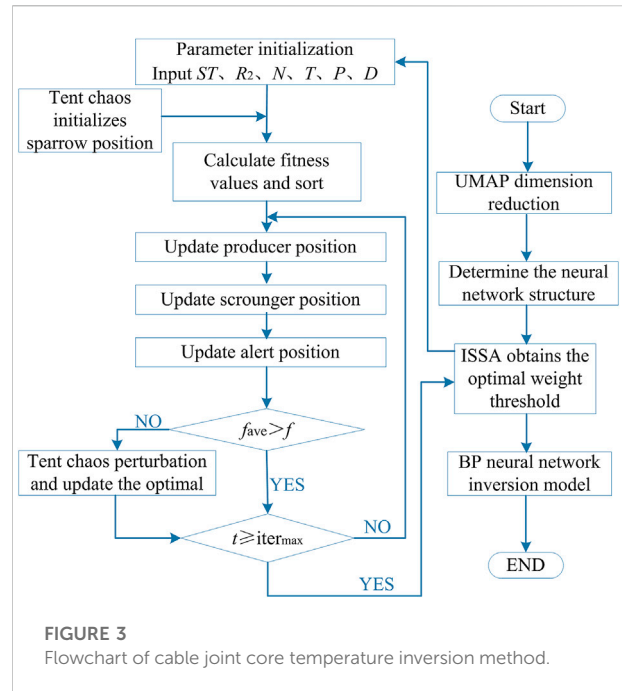 Parameter initialization
Input ST、R2、N、T、P、D
Tent chaos
initializes
sparrow position
Calculate fitness
values and sort
Update producer position
Update scrounger position
Update alert position
NO
fave>f
Tent chaos perturbation
and update the optimal
YES
NO
t≥itermax
YES
Start
UMAP dimension
reduction
Determine the neural
network structure
ISSA obtains the
optimal weight
threshold
BP neural network
inversion model
END
FIGURE 3
Flowchart of cable joint core temperature inversion method.